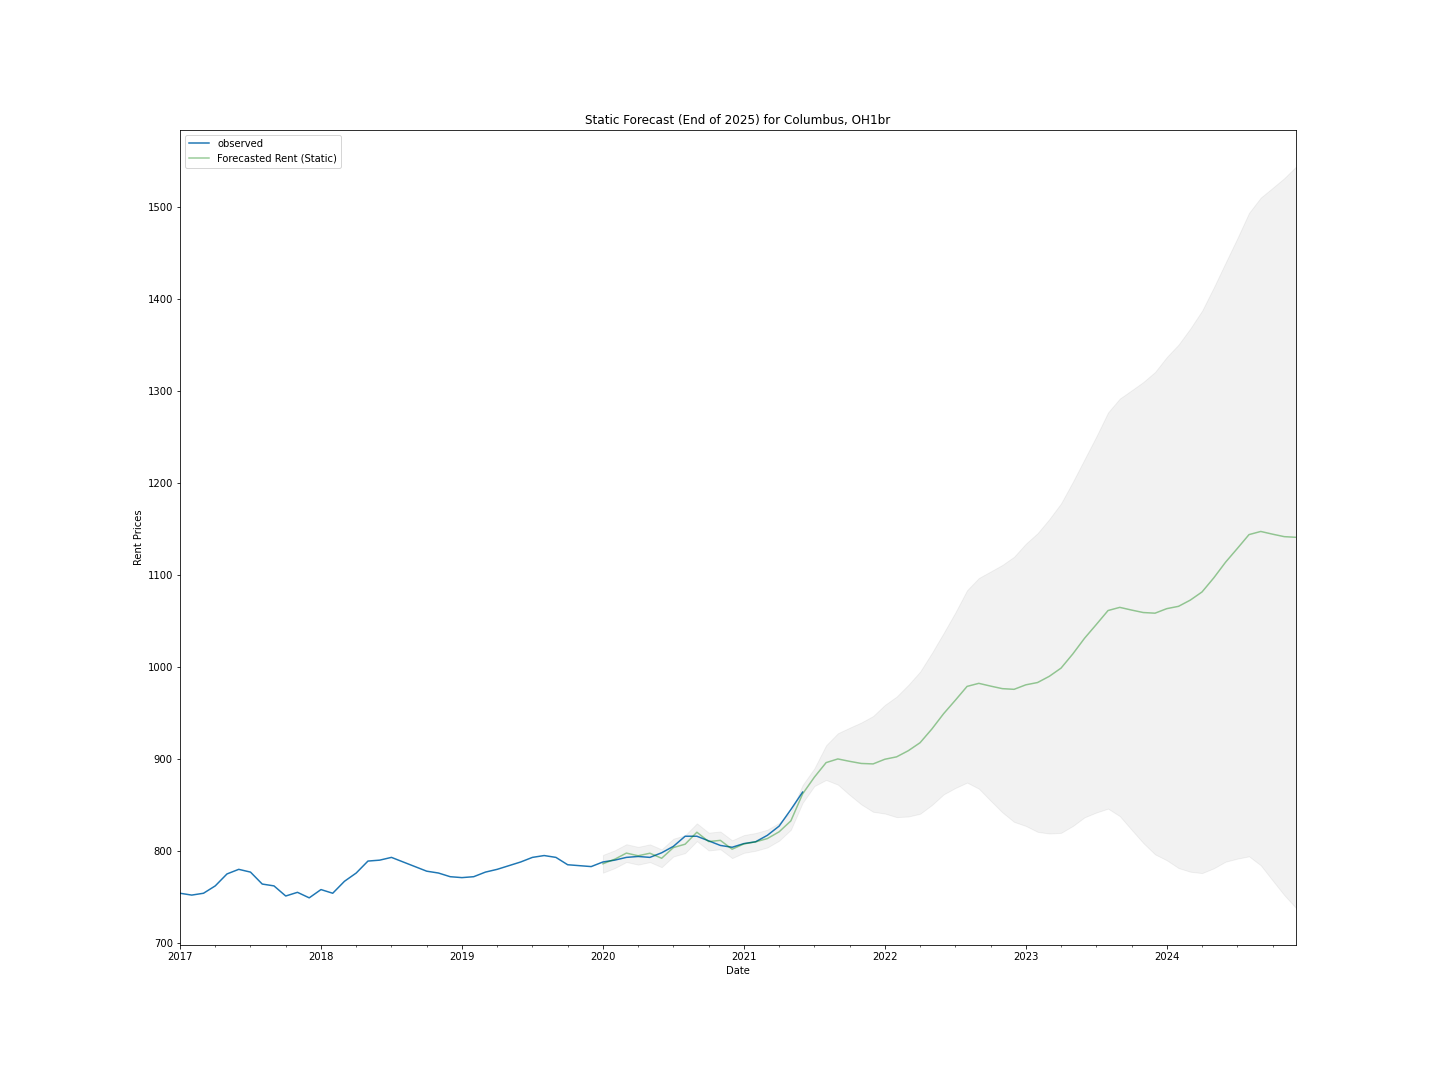 Static Forecast (End of 2025) for Columbus, OH1br
observed
Forecasted Rent (Static)
1500
1400
1300
1200
1100
1000
900
800
700
Rent Prices
2017 2018 2019 2020 2021 2022 2023 2024
Date